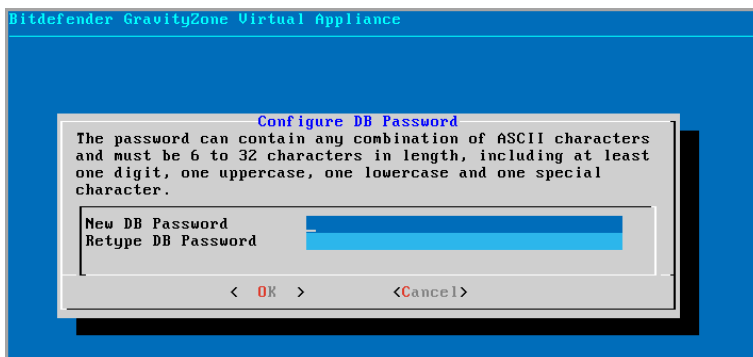 Bitdefender GravityZone Virtual Appliance
Configure DB Password
The password can contain any combination of ASCII characters
and must be 6 to 32 characters in length, including at least
one digit, one uppercase, one lowercase and one special
character.
New DB Password
Retype DB Password
< OK > <Cancel>